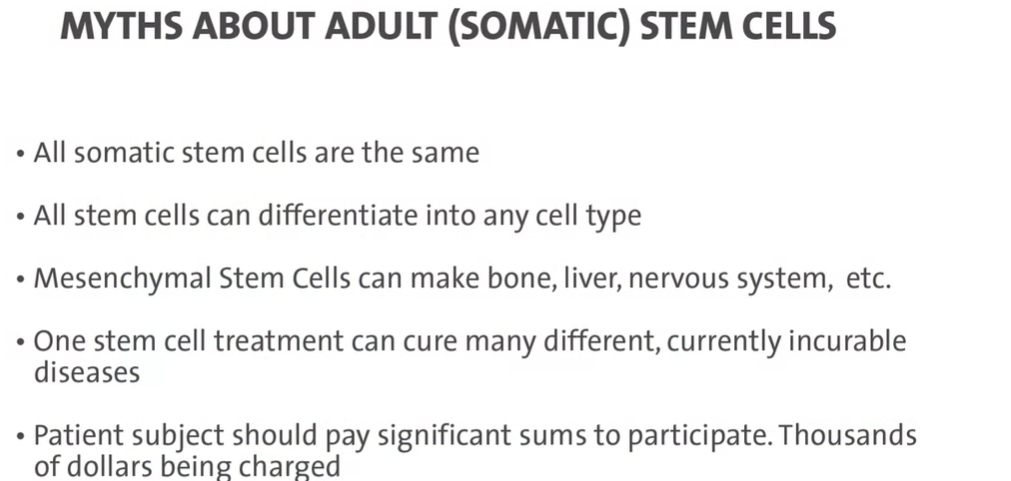 MYTHS ABOUT ADULT (SOMATIC) STEM CELLS
• All somatic stem cells are the same
• All stem cells can differentiate into any cell type
• Mesenchymal Stem Cells can make bone, liver, nervous system, etc.
• One stem cell treatment can cure many different, currently incurable
diseases
• Patient subject should pay significant sums to participate. Thousands
of dollars being charged